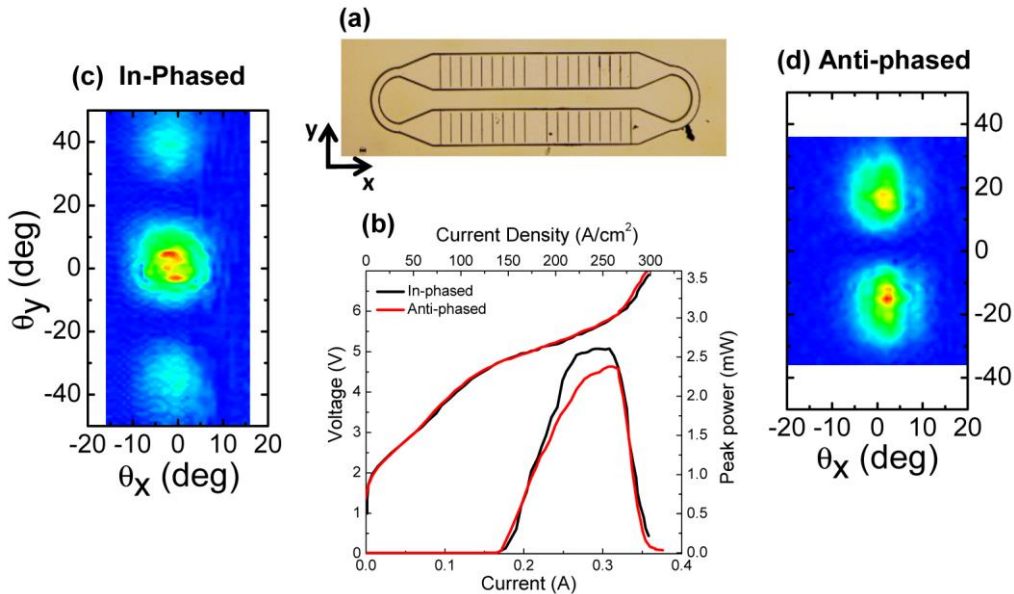 (a)
y
x
(c) In-Phased
40
20
0
-20
-40
θy (deg)
-20 -10 0 10 20
θx (deg)
(b)
Current Density (A/cm²)
0 50 100 150 200 250 300
In-phased
Anti-phased
Voltage (V)
6
5
4
3
2
1
0
Peak power (mW)
3.5
3.0
2.5
2.0
1.5
1.0
0.5
0.0
0.0 0.1 0.2 0.3 0.4
Current (A)
(d) Anti-phased
40
20
0
-20
-40
-20 -10 0 10 20
θx (deg)